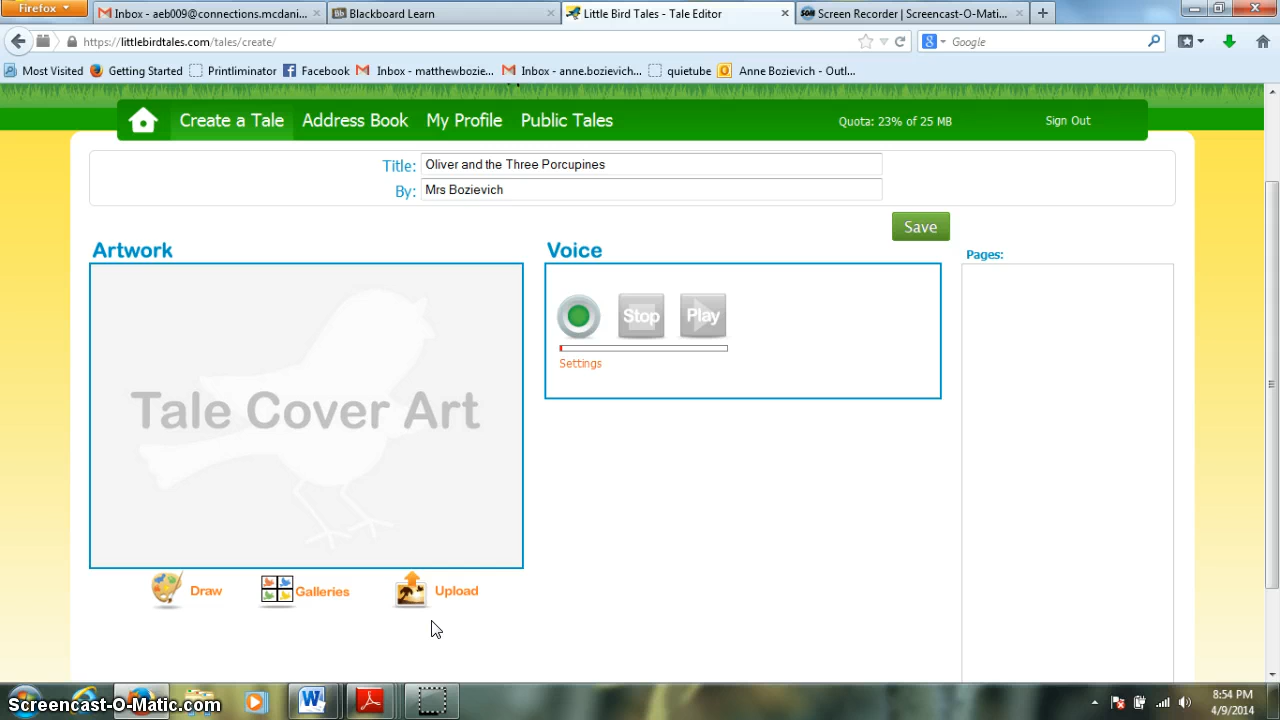 Firefox
Inbox - aeb009@connections.mcdani...
Blackboard Learn
Little Bird Tales - Tale Editor
Screen Recorder | Screencast-O-Mati...
https://littlebirdtales.com/tales/create/
Google
Most Visited
Getting Started
Printliminator
Facebook
Inbox - matthewbozie...
Inbox - anne.bozievich...
quietube
Anne Bozievich - Outl...
Create a Tale
Address Book
My Profile
Public Tales
Quota: 23% of 25 MB
Sign Out
Title: Oliver and the Three Porcupines
By: Mrs Bozievich
Save
Artwork
Voice
Pages:
Stop
Play
Settings
Tale Cover Art
Draw
Galleries
Upload
Screencast-O-Matic.com
8:54 PM
4/9/2014